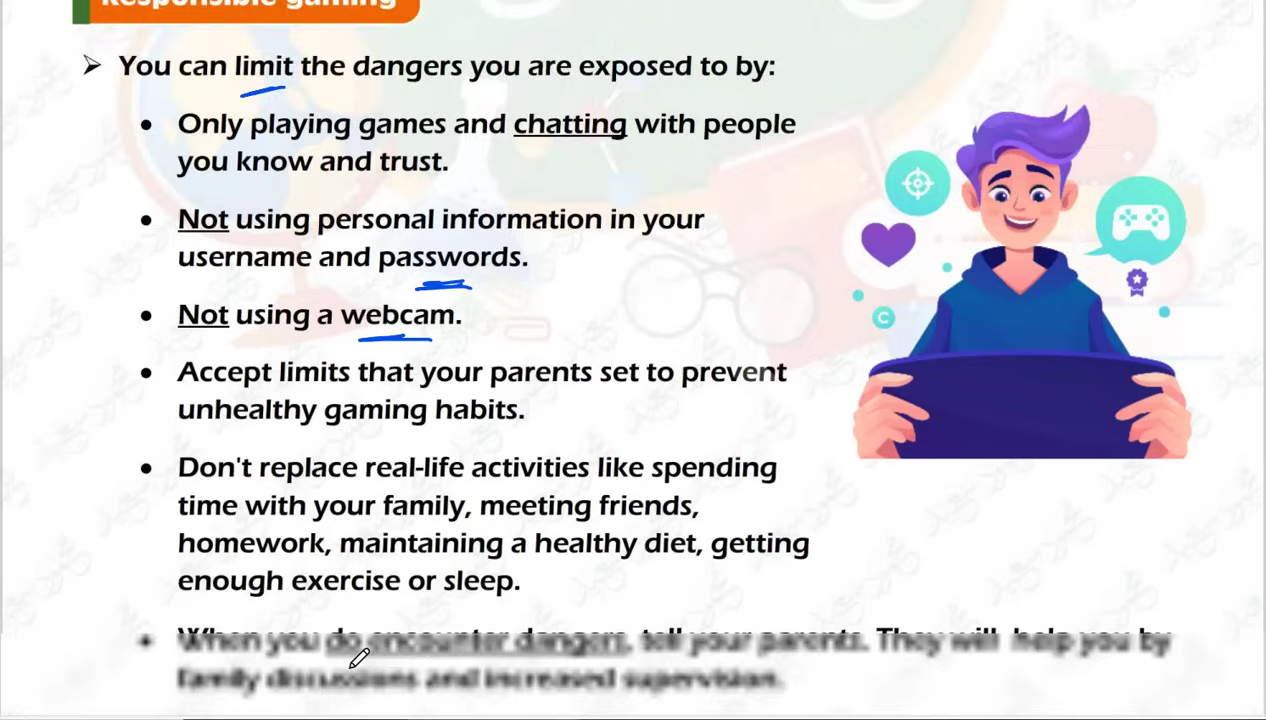 Responsible gaming
➢ You can limit the dangers you are exposed to by:
• Only playing games and chatting with people
you know and trust.
• Not using personal information in your
username and passwords.
• Not using a webcam.
• Accept limits that your parents set to prevent
unhealthy gaming habits.
• Don't replace real-life activities like spending
time with your family, meeting friends,
homework, maintaining a healthy diet, getting
enough exercise or sleep.
• When you do encounter dangers, tell your parents. They will help you by
family discussions and increased supervision.
C